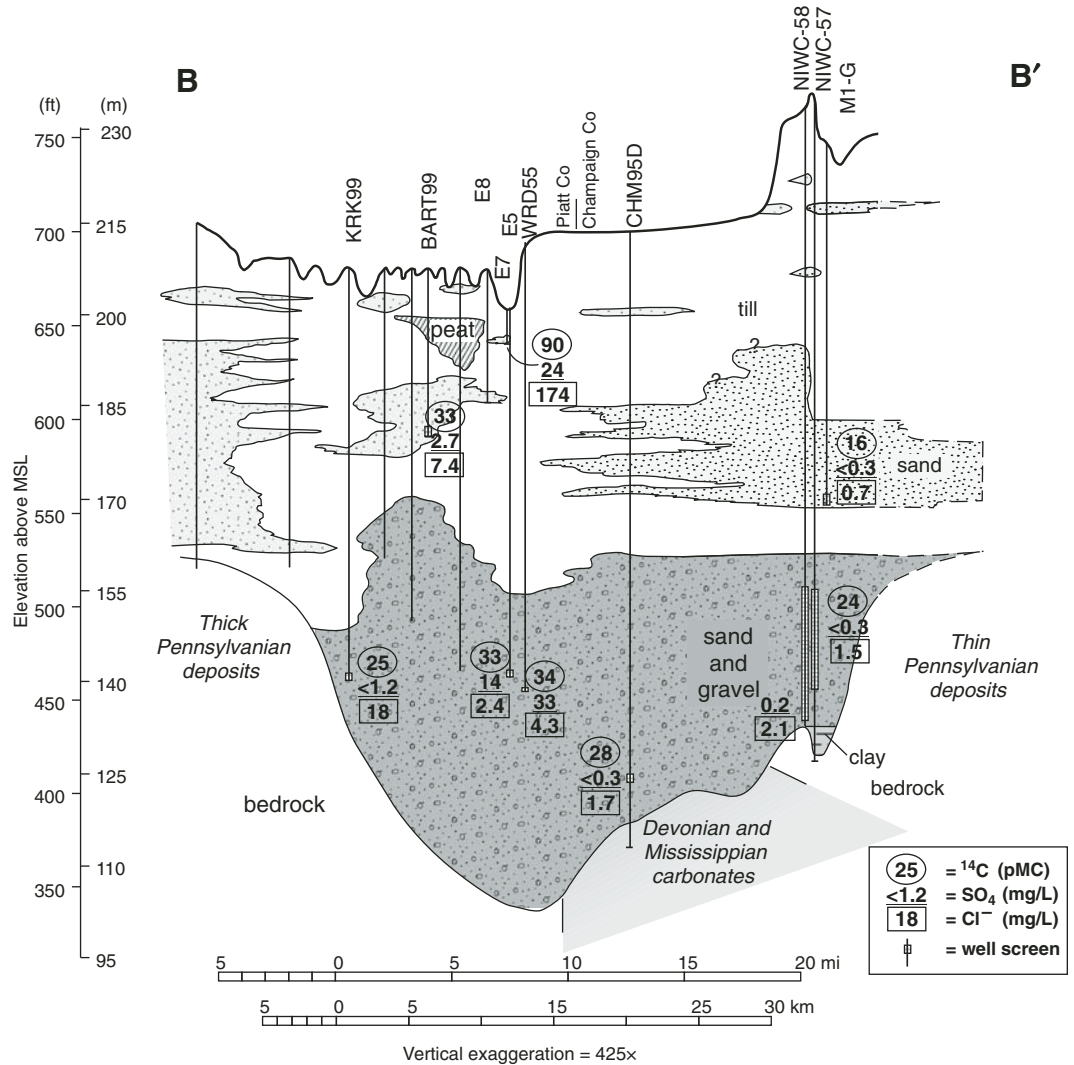 B
B′
(ft)
(m)
750
700
650
600
550
500
450
400
350
230
215
200
185
170
155
140
125
110
95
Elevation above MSL
KRK99
BART99
E8
E7
E5
WRD55
Piatt Co
Champaign Co
CHM95D
NIWC-58
NIWC-57
M1-G
peat
till
?
?
sand
90
24
174
33
2.7
7.4
16
<0.3
0.7
24
<0.3
1.5
25
<1.2
18
33
14
2.4
34
33
4.3
28
<0.3
1.7
0.2
2.1
sand
and
gravel
clay
Thick
Pennsylvanian
deposits
Thin
Pennsylvanian
deposits
bedrock
bedrock
Devonian and
Mississippian
carbonates
25 = ¹⁴C (pMC)
<1.2 = SO₄ (mg/L)
18 = Cl⁻ (mg/L)
= well screen
5 0 5 10 15 20 mi
5 0 5 15 25 30 km
Vertical exaggeration = 425×